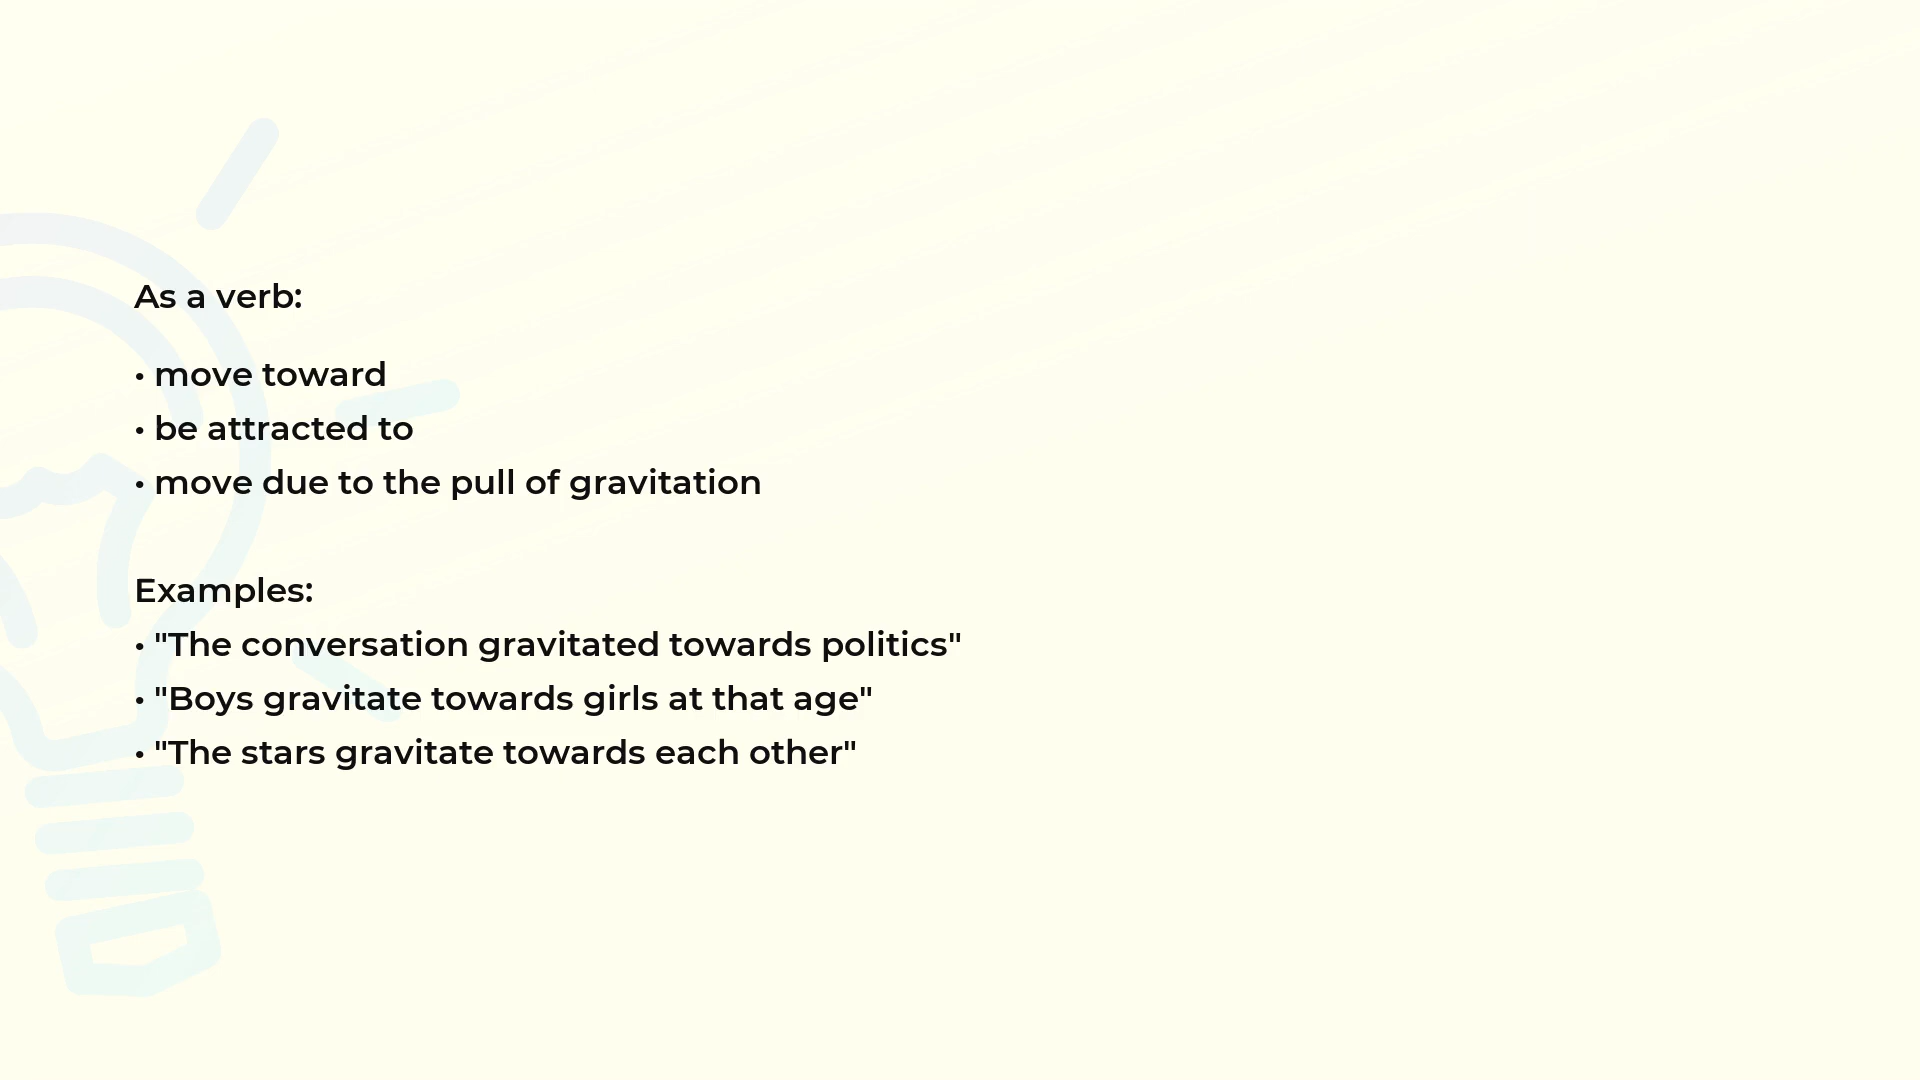 As a verb:
• move toward
• be attracted to
• move due to the pull of gravitation
Examples:
• "The conversation gravitated towards politics"
• "Boys gravitate towards girls at that age"
• "The stars gravitate towards each other"